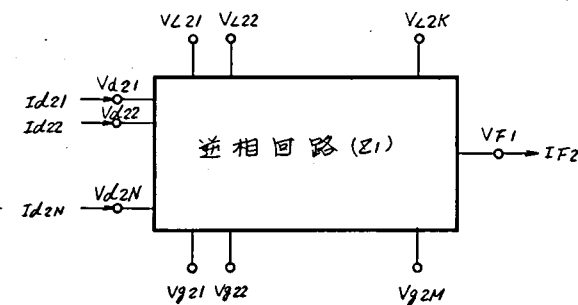 VL21 VL22 VL2K
Vd21
Id21
Vd22
Id22
逆相回路(Z1)
VF1
IF2
Vd2N
Id2N
Vg21 Vg22 Vg2M